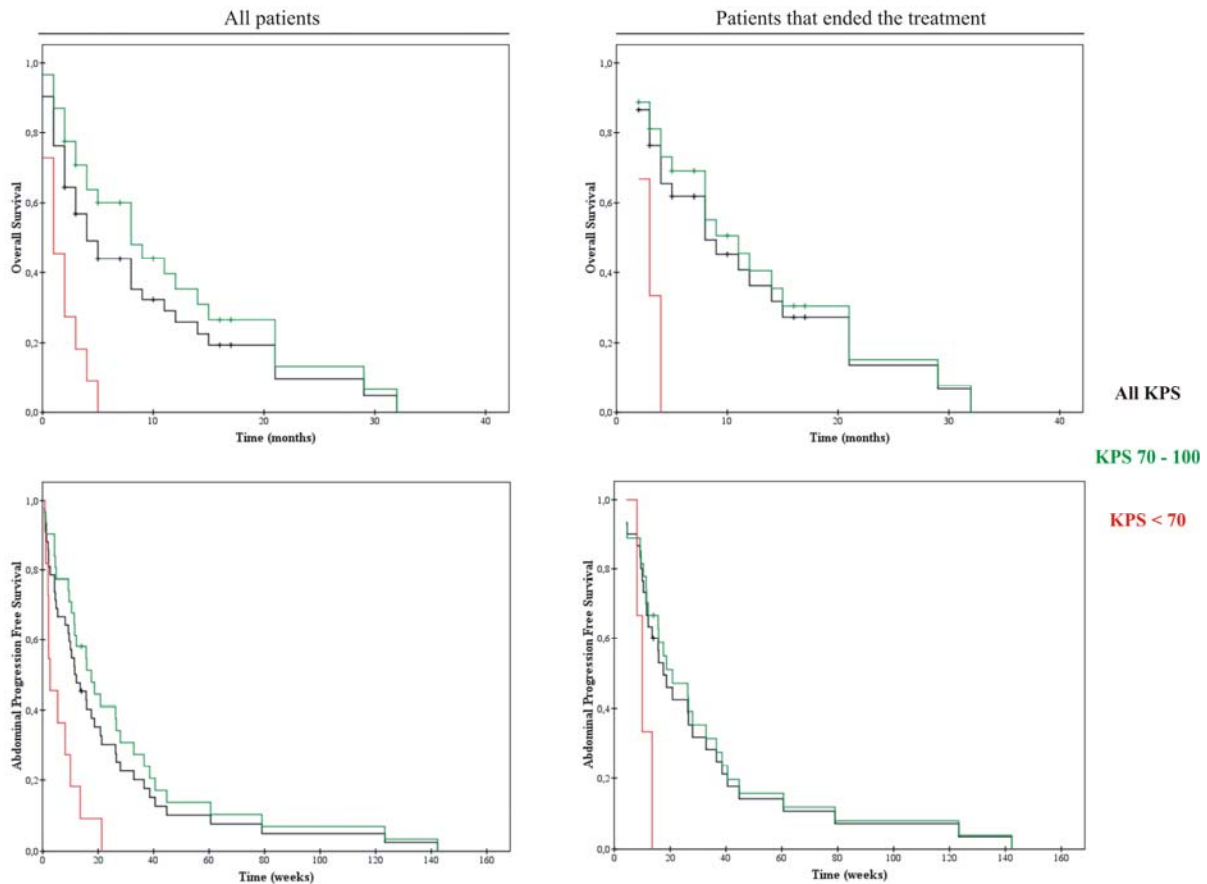 All patients
Patients that ended the treatment
Overall Survival
1,0
0,8
0,6
0,4
0,2
0,0
0 10 20 30 40
Time (months)
Overall Survival
1,0
0,8
0,6
0,4
0,2
0,0
0 10 20 30 40
Time (months)
All KPS
KPS 70 - 100
KPS < 70
Abdominal Progression Free Survival
1,0
0,8
0,6
0,4
0,2
0,0
0 20 40 60 80 100 120 140 160
Time (weeks)
Abdominal Progression Free Survival
1,0
0,8
0,6
0,4
0,2
0,0
0 20 40 60 80 100 120 140 160
Time (weeks)